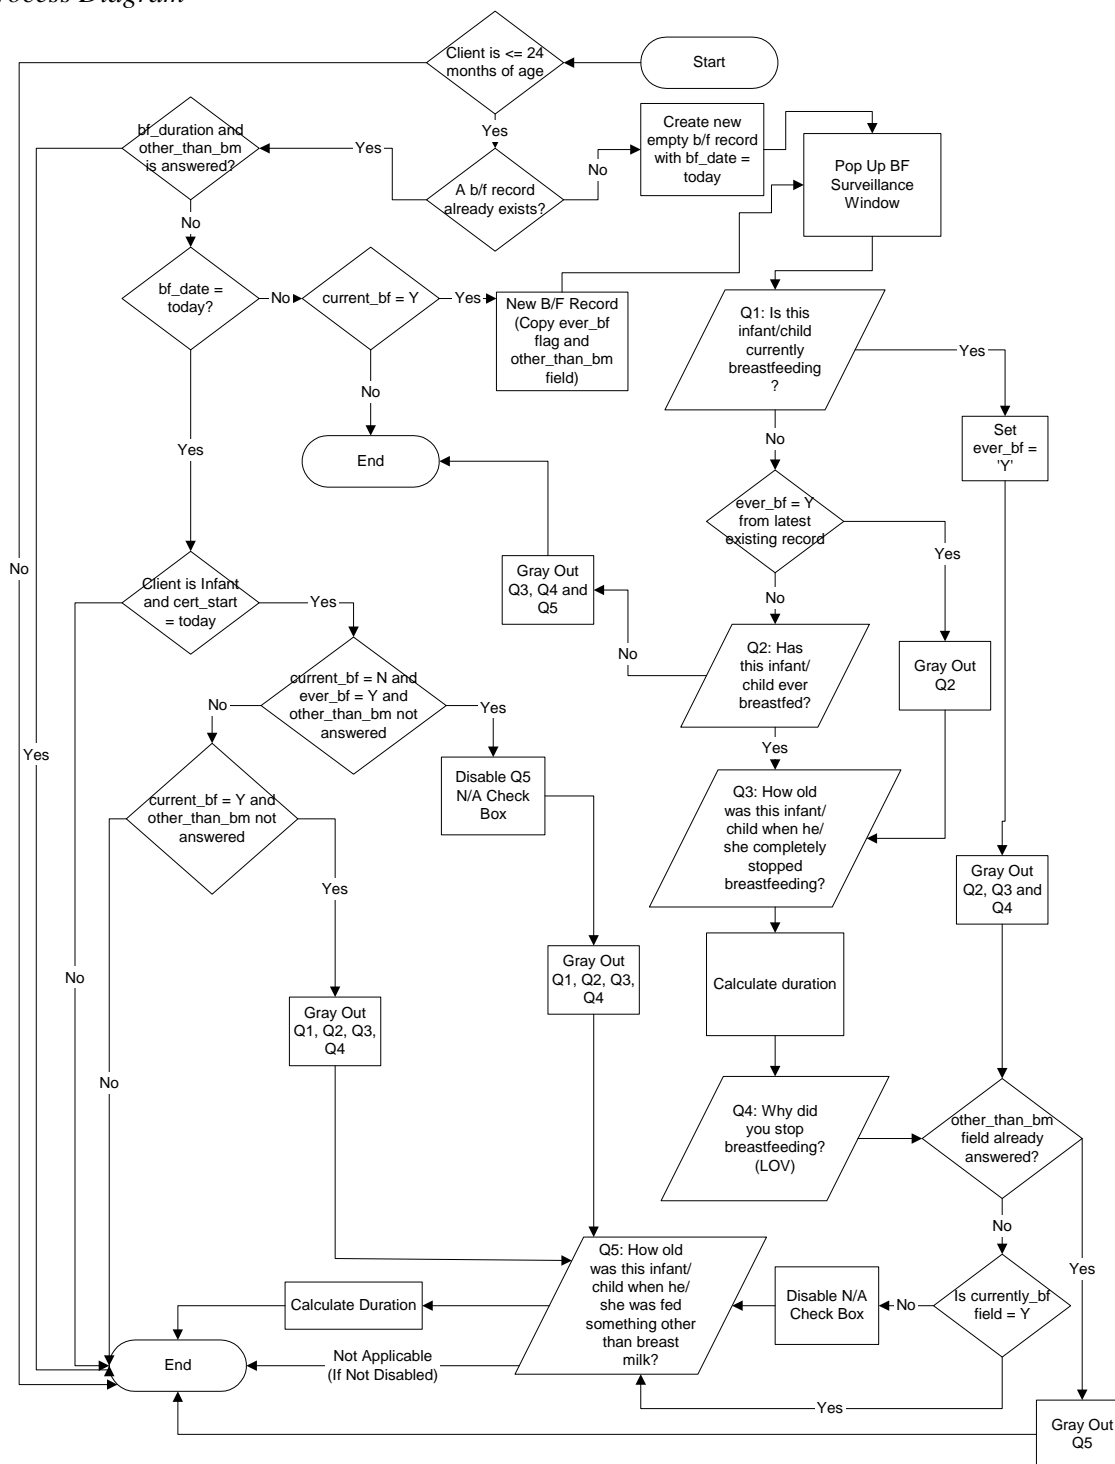 Process Diagram
Client is <= 24
months of age
Start
Yes
Create new
empty b/f record
with bf_date =
today
bf_duration and
other_than_bm
is answered?
Yes
A b/f record
already exists?
No
Pop Up BF
Surveillance
Window
No
bf_date =
today?
No
current_bf = Y
Yes
New B/F Record
(Copy ever_bf
flag and
other_than_bm
field)
Q1: Is this
infant/child
currently
breastfeeding
?
Yes
No
End
Yes
No
Set
ever_bf =
'Y'
ever_bf = Y
from latest
existing record
Yes
No
Client is Infant
and cert_start
= today
Yes
Gray Out
Q3, Q4 and
Q5
No
No
Q2: Has
this infant/
child ever
breastfed?
Gray Out
Q2
current_bf = N and
ever_bf = Y and
other_than_bm not
answered
No
Yes
Yes
Yes
Disable Q5
N/A Check
Box
Q3: How old
was this infant/
child when he/
she completely
stopped
breastfeeding?
current_bf = Y and
other_than_bm not
answered
Yes
Gray Out
Q2, Q3 and
Q4
No
Gray Out
Q1, Q2, Q3,
Q4
Calculate duration
Gray Out
Q1, Q2, Q3,
Q4
No
Q4: Why did
you stop
breastfeeding?
(LOV)
other_than_bm
field already
answered?
No
Yes
Q5: How old
was this infant/
child when he/
she was fed
something other
than breast
milk?
Calculate Duration
Disable N/A
Check Box
No
Is currently_bf
field = Y
End
Not Applicable
(If Not Disabled)
Yes
Gray Out
Q5